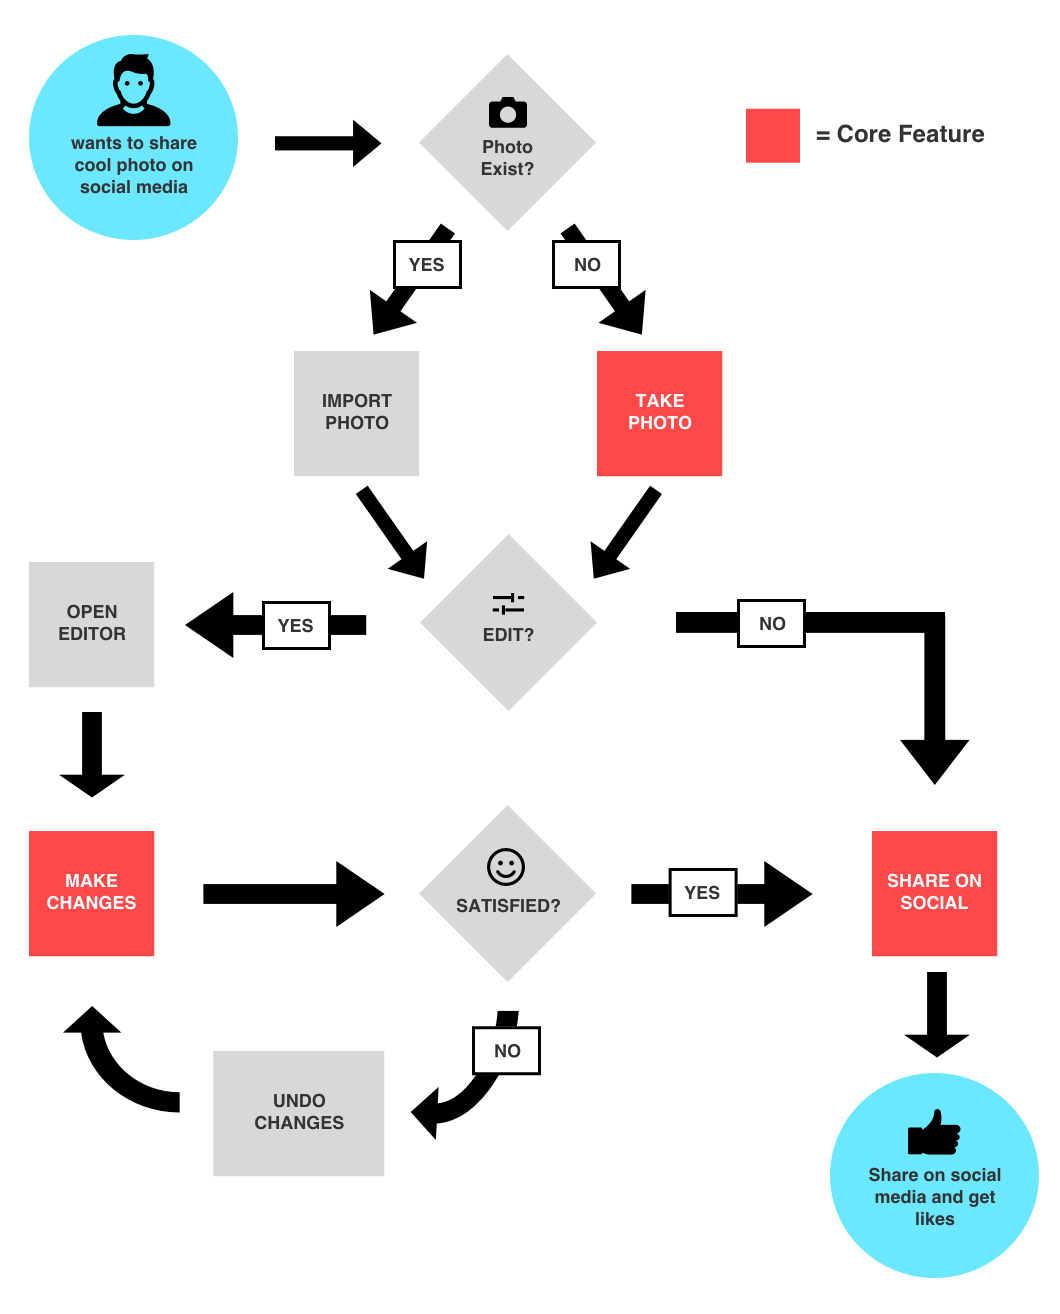 wants to share
cool photo on
social media
Photo
Exist?
= Core Feature
YES
NO
IMPORT
PHOTO
TAKE
PHOTO
OPEN
EDITOR
YES
EDIT?
NO
MAKE
CHANGES
SATISFIED?
YES
SHARE ON
SOCIAL
NO
UNDO
CHANGES
Share on social
media and get
likes